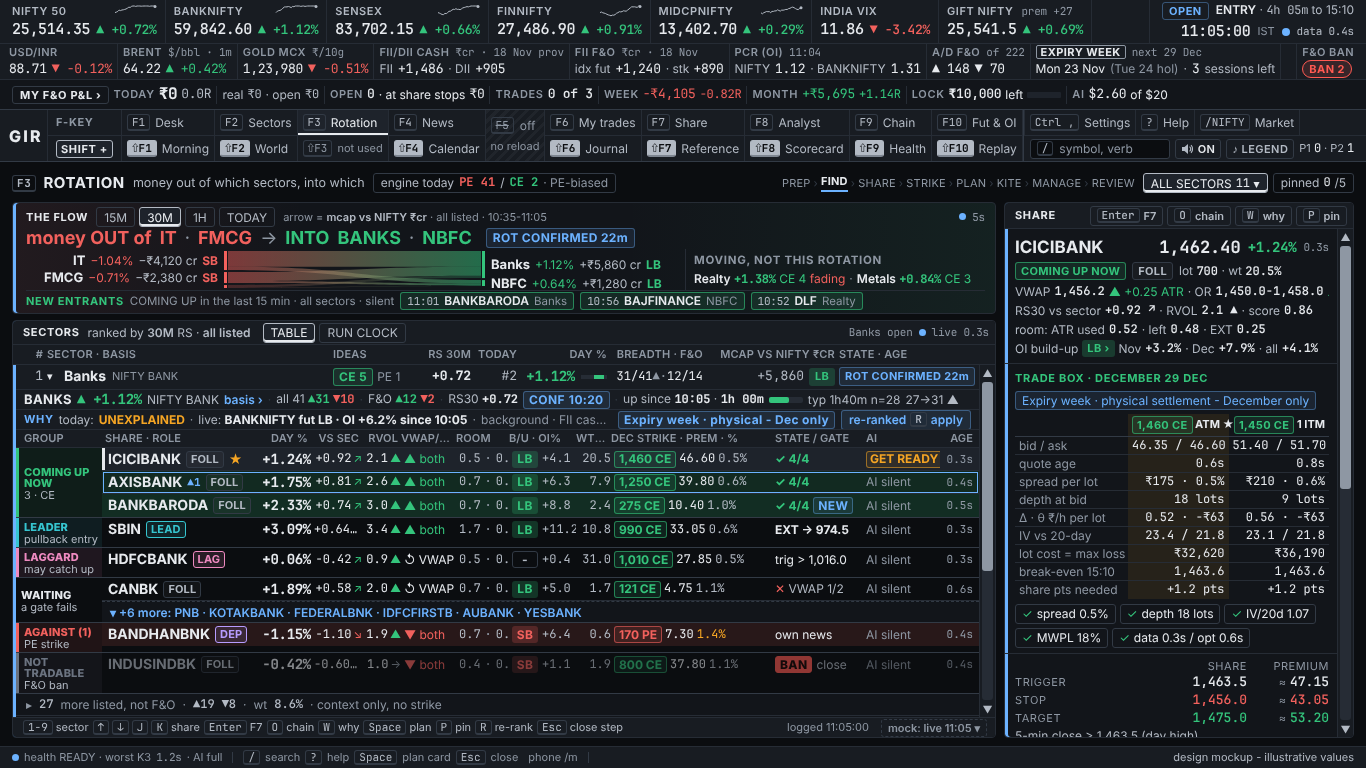 NIFTY 50 BANKNIFTY SENSEX FINNIFTY MIDCPNIFTY INDIA VIX GIFT NIFTY prem +27 OPEN ENTRY · 4h 05m to 15:10
25,514.35 ▲ +0.72% 59,842.60 ▲ +1.12% 83,702.15 ▲ +0.66% 27,486.90 ▲ +0.91% 13,402.70 ▲ +0.29% 11.86 ▼ -3.42% 25,541.5 ▲ +0.69% 11:05:00 IST ● data 0.4s
USD/INR BRENT $/bbl · 1m GOLD MCX ₹/10g FII/DII CASH ₹cr · 18 Nov prov FII F&O ₹cr · 18 Nov PCR (OI) 11:04 A/D F&O of 222 EXPIRY WEEK next 29 Dec F&O BAN
88.71 ▼ -0.12% 64.22 ▲ +0.42% 1,23,980 ▼ -0.51% FII +1,486 · DII +905 idx fut +1,240 · stk +890 NIFTY 1.12 · BANKNIFTY 1.31 ▲ 148 ▼ 70 Mon 23 Nov (Tue 24 hol) · 3 sessions left BAN 2
MY F&O P&L › TODAY ₹0 0.0R real ₹0 · open ₹0 OPEN 0 · at share stops ₹0 TRADES 0 of 3 WEEK -₹4,105 -0.82R MONTH +₹5,695 +1.14R LOCK ₹10,000 left AI $2.60 of $20
GIR F-KEY F1 Desk F2 Sectors F3 Rotation F4 News F5 off F6 My trades F7 Share F8 Analyst F9 Chain F10 Fut & OI Ctrl , Settings ? Help /NIFTY Market
SHIFT + ⇧F1 Morning ⇧F2 World ⇧F3 not used ⇧F4 Calendar no reload ⇧F6 Journal ⇧F7 Reference ⇧F8 Scorecard ⇧F9 Health ⇧F10 Replay / symbol, verb ON ♪ LEGEND P1 0 · P2 1
F3 ROTATION money out of which sectors, into which engine today PE 41 / CE 2 · PE-biased PREP › FIND › SHARE › STRIKE › PLAN › KITE › MANAGE › REVIEW ALL SECTORS 11 ▾ pinned 0 /5
THE FLOW 15M 30M 1H TODAY arrow = mcap vs NIFTY ₹cr · all listed · 10:35-11:05 ● 5s
money OUT of IT · FMCG → INTO BANKS · NBFC ROT CONFIRMED 22m
IT −1.04% −₹4,120 cr SB Banks +1.12% +₹5,860 cr LB MOVING, NOT THIS ROTATION
FMCG −0.71% −₹2,380 cr SB NBFC +0.64% +₹1,280 cr LB Realty +1.38% CE 4 fading · Metals +0.84% CE 3
NEW ENTRANTS COMING UP in the last 15 min · all sectors · silent 11:01 BANKBARODA Banks 10:56 BAJFINANCE NBFC 10:52 DLF Realty
SECTORS ranked by 30M RS · all listed TABLE RUN CLOCK Banks open ● live 0.3s
# SECTOR · BASIS IDEAS RS 30M TODAY DAY % BREADTH · F&O MCAP VS NIFTY ₹CR STATE · AGE
1 ▾ Banks NIFTY BANK CE 5 PE 1 +0.72 #2 +1.12% 31/41▲·12/14 +5,860 LB ROT CONFIRMED 22m
BANKS ▲ +1.12% NIFTY BANK basis › all 41 ▲31 ▼10 · F&O ▲12 ▼2 · RS30 +0.72 CONF 10:20 up since 10:05 · 1h 00m typ 1h40m n=28 27→31 ▲
WHY today: UNEXPLAINED · live: BANKNIFTY fut LB · OI +6.2% since 10:05 · background · FII cas... Expiry week · physical - Dec only re-ranked R apply
GROUP SHARE · ROLE DAY % VS SEC RVOL VWAP/... ROOM B/U · OI% WT... DEC STRIKE · PREM · % STATE / GATE AI AGE
COMING UP NOW 3 · CE ICICIBANK FOLL ★ +1.24% +0.92 ↗ 2.1 ▲ ▲ both 0.5 · 0. LB +4.1 20.5 1,460 CE 46.60 0.5% ✓ 4/4 GET READY 0.3s
AXISBANK ▲1 FOLL +1.75% +0.81 ↗ 2.6 ▲ ▲ both 0.7 · 0. LB +6.3 7.9 1,250 CE 39.80 0.6% ✓ 4/4 AI silent 0.4s
BANKBARODA FOLL +2.33% +0.74 ↗ 3.0 ▲ ▲ both 0.7 · 0. LB +8.8 2.4 275 CE 10.40 1.0% ✓ 4/4 NEW AI silent 0.4s
LEADER pullback entry SBIN LEAD +3.09% +0.64... 3.4 ▲ ▲ both 1.7 · 0. LB +11.2 10.8 990 CE 33.05 0.6% EXT → 974.5 AI silent 0.3s
LAGGARD may catch up HDFCBANK LAG +0.06% -0.42 ↗ 0.9 ▲ VWAP 0.5 · 0. - +0.4 31.0 1,010 CE 27.85 0.5% trig > 1,016.0 AI silent 0.3s
WAITING a gate fails CANBK FOLL +1.89% +0.58 ↗ 2.0 ▲ VWAP 0.7 · 0. LB +5.0 1.7 121 CE 4.75 1.1% ✕ VWAP 1/2 AI silent 0.4s
▾ +6 more: PNB · KOTAKBANK · FEDERALBNK · IDFCFIRSTB · AUBANK · YESBANK
AGAINST (1) PE strike BANDHANBNK DEP -1.15% -1.10 ↘ 1.9 ▲ ▼ both 0.7 · 0. SB +6.4 0.6 170 PE 7.30 1.4% own news AI silent 0.4s
NOT TRADABLE F&O ban INDUSINDBK FOLL -0.42% -0.60... 1.0 → ▼ both 0.4 · 0. SB +1.1 1.9 800 CE 37.80 1.1% BAN close AI silent 0.4s
▸ 27 more listed, not F&O · ▲19 ▼8 · wt 8.6% · context only, no strike
1-9 sector ↑ ↓ J K share Enter F7 O chain W why Space plan P pin R re-rank Esc close step logged 11:05:00 mock: live 11:05 ▾
SHARE Enter F7 O chain W why P pin
ICICIBANK 1,462.40 +1.24% 0.3s
COMING UP NOW FOLL lot 700 · wt 20.5%
VWAP 1,456.2 ▲ +0.25 ATR · OR 1,450.0-1,458.0
RS30 vs sector +0.92 ↗ · RVOL 2.1 ▲ · score 0.86
room: ATR used 0.52 · left 0.48 · EXT 0.25
OI build-up LB › Nov +3.2% · Dec +7.9% · all +4.1%
TRADE BOX · DECEMBER 29 DEC
Expiry week · physical settlement - December only
1,460 CE ATM ★ 1,450 CE 1 ITM
bid / ask 46.35 / 46.60 51.40 / 51.70
quote age 0.6s 0.8s
spread per lot ₹175 · 0.5% ₹210 · 0.6%
depth at bid 18 lots 9 lots
Δ · θ ₹/h per lot 0.52 · -₹63 0.56 · -₹63
IV vs 20-day 23.4 / 21.8 23.1 / 21.8
lot cost = max loss ₹32,620 ₹36,190
break-even 15:10 1,463.6 1,463.6
share pts needed +1.2 pts +1.2 pts
✓ spread 0.5% ✓ depth 18 lots ✓ IV/20d 1.07
✓ MWPL 18% ✓ data 0.3s / opt 0.6s
SHARE PREMIUM
TRIGGER 1,463.5 ≈ 47.15
STOP 1,456.0 ≈ 43.05
TARGET 1,475.0 ≈ 53.20
5-min close > 1,463.5 (day high)
● health READY · worst K3 1.2s · AI full / search ? help Space plan card Esc close phone /m design mockup - illustrative values